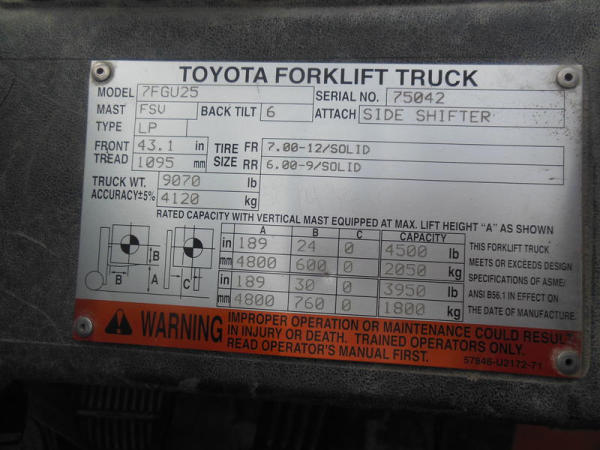 TOYOTA FORKLIFT TRUCK
MODEL 7FGU25 SERIAL NO. 75042
MAST FSV BACK TILT 6 ATTACH SIDE SHIFTER
TYPE LP
FRONT TREAD 43.1 in TIRE SIZE FR 7.00-12/SOLID
1095 mm RR 6.00-9/SOLID
TRUCK WT. 9070 lb
ACCURACY±5% 4120 kg
RATED CAPACITY WITH VERTICAL MAST EQUIPPED AT MAX. LIFT HEIGHT "A" AS SHOWN
A B C CAPACITY
in 189 24 0 4500 lb
mm 4800 600 0 2050 kg
in 189 30 0 3950 lb
mm 4800 760 0 1800 kg
B
B A C
THIS FORKLIFT TRUCK
MEETS OR EXCEEDS DESIGN
SPECIFICATIONS OF ASME/
ANSI B56.1 IN EFFECT ON
THE DATE OF MANUFACTURE.
WARNING
IMPROPER OPERATION OR MAINTENANCE COULD RESULT
IN INJURY OR DEATH. TRAINED OPERATORS ONLY.
READ OPERATOR'S MANUAL FIRST.
57846-U2172-71